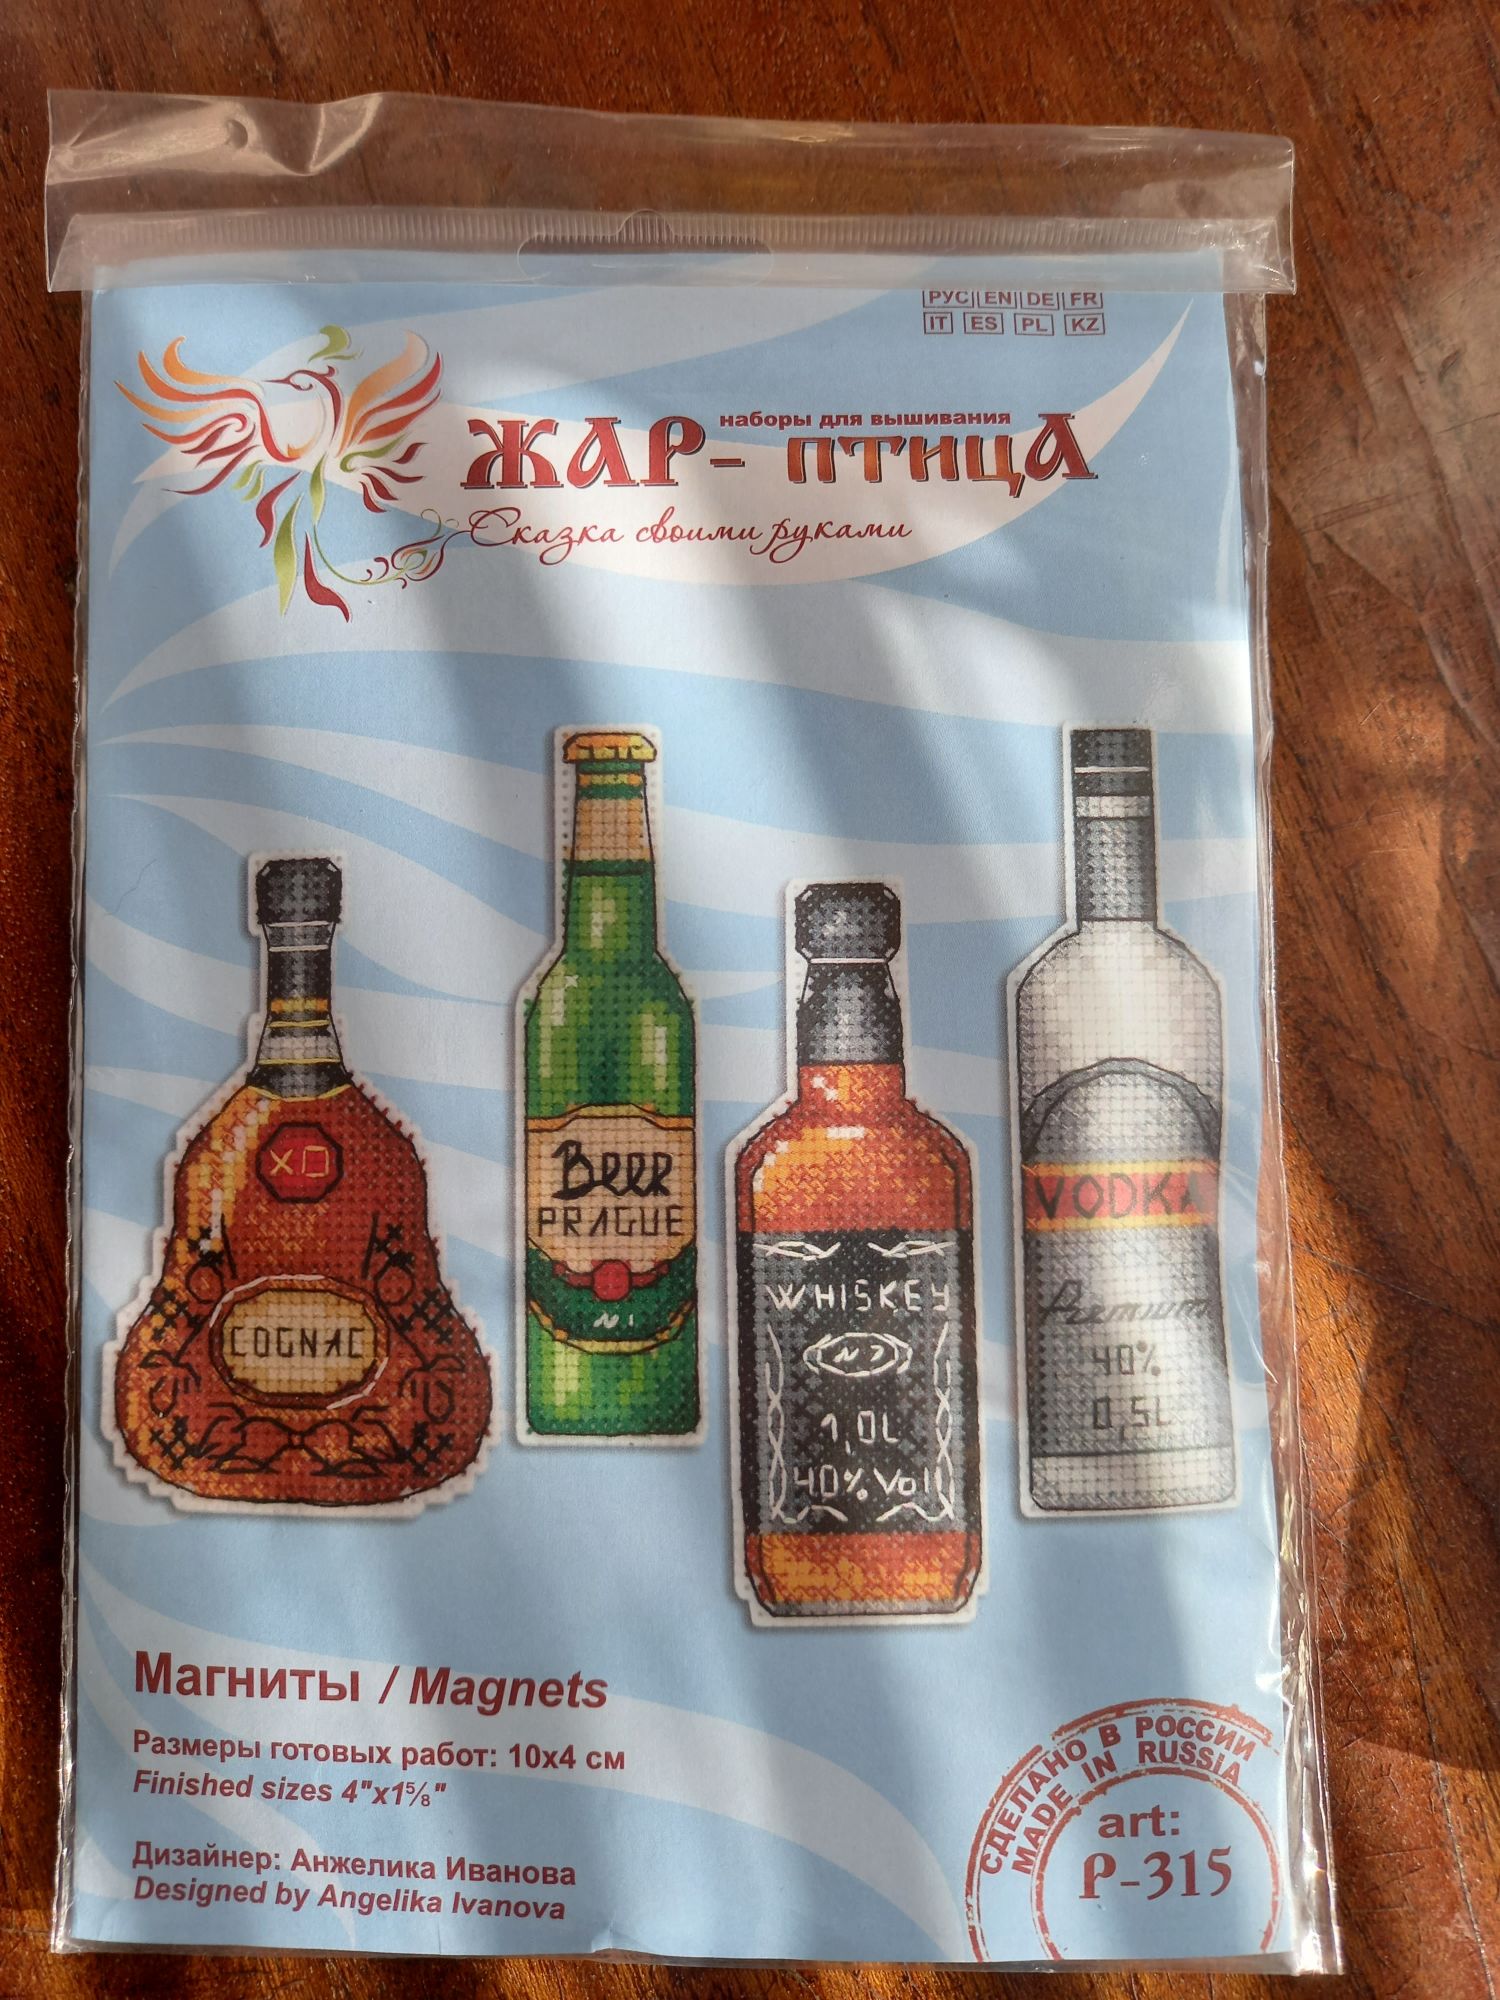 РУС EN DE FR
IT ES PL KZ
наборы для вышивания
ЖАР-ПТИЦА
Сказка своими руками
XO
COGNAC
Beer
PRAGUE
N 1
WHISKEY
N 7
1,0L
40% Vol
VODKA
Premium
40%
0,5L
Магниты / Magnets
Размеры готовых работ: 10x4 см
Finished sizes 4"x1⅝"
Дизайнер: Анжелика Иванова
Designed by Angelika Ivanova
СДЕЛАНО В РОССИИ
MADE IN RUSSIA
art:
Р-315